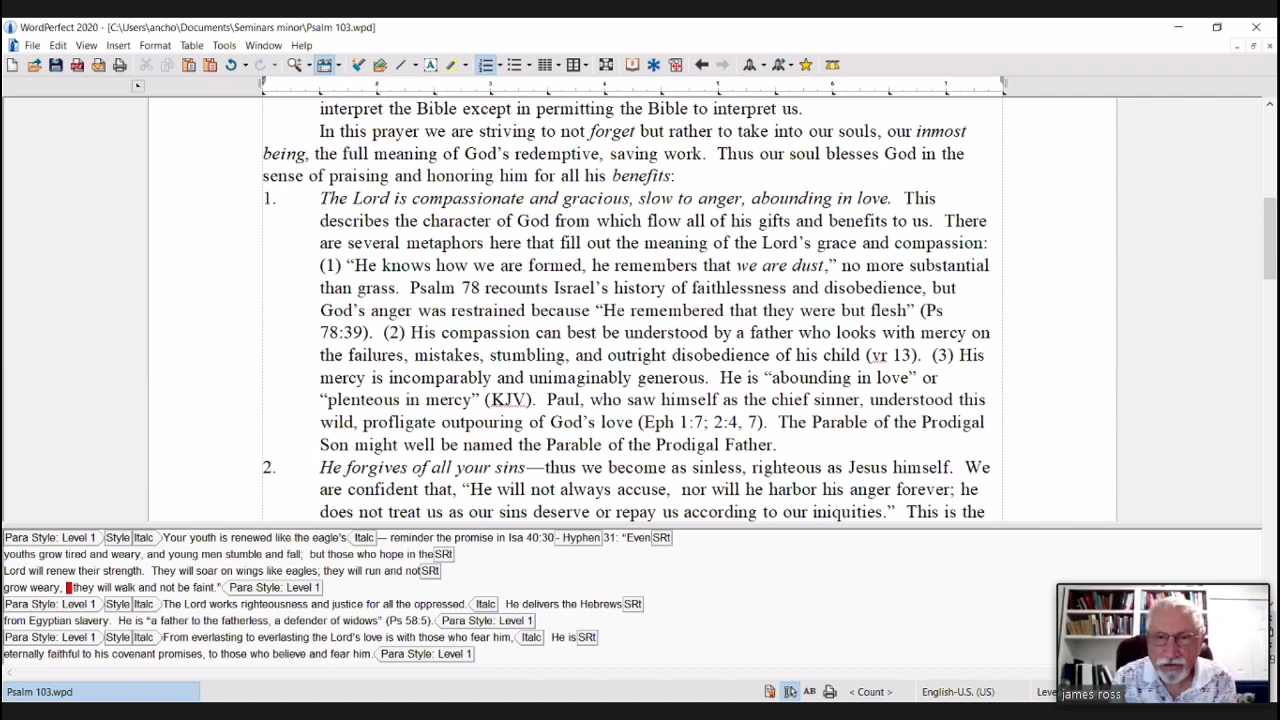 WordPerfect 2020 - [C:\Users\ancho\Documents\Seminars minor\Psalm 103.wpd]
File Edit View Insert Format Table Tools Window Help
interpret the Bible except in permitting the Bible to interpret us.
In this prayer we are striving to not forget but rather to take into our souls, our inmost
being, the full meaning of God's redemptive, saving work. Thus our soul blesses God in the
sense of praising and honoring him for all his benefits:
1. The Lord is compassionate and gracious, slow to anger, abounding in love. This
describes the character of God from which flow all of his gifts and benefits to us. There
are several metaphors here that fill out the meaning of the Lord's grace and compassion:
(1) “He knows how we are formed, he remembers that we are dust,” no more substantial
than grass. Psalm 78 recounts Israel's history of faithlessness and disobedience, but
God's anger was restrained because “He remembered that they were but flesh” (Ps
78:39). (2) His compassion can best be understood by a father who looks with mercy on
the failures, mistakes, stumbling, and outright disobedience of his child (vr 13). (3) His
mercy is incomparably and unimaginably generous. He is “abounding in love” or
“plenteous in mercy” (KJV). Paul, who saw himself as the chief sinner, understood this
wild, profligate outpouring of God's love (Eph 1:7; 2:4, 7). The Parable of the Prodigal
Son might well be named the Parable of the Prodigal Father.
2. He forgives of all your sins—thus we become as sinless, righteous as Jesus himself. We
are confident that, “He will not always accuse, nor will he harbor his anger forever; he
does not treat us as our sins deserve or repay us according to our iniquities.” This is the
Para Style: Level 1 Style Italc Your youth is renewed like the eagle's Italc — reminder the promise in Isa 40:30 - Hyphen 31: “Even SRt
youths grow tired and weary, and young men stumble and fall; but those who hope in the SRt
Lord will renew their strength. They will soar on wings like eagles; they will run and not SRt
grow weary, they will walk and not be faint.” Para Style: Level 1
Para Style: Level 1 Style Italc The Lord works righteousness and justice for all the oppressed. Italc He delivers the Hebrews SRt
from Egyptian slavery. He is “a father to the fatherless, a defender of widows” (Ps 58:5). Para Style: Level 1
Para Style: Level 1 Style Italc From everlasting to everlasting the Lord's love is with those who fear him, Italc He is SRt
eternally faithful to his covenant promises, to those who believe and fear him. Para Style: Level 1
Psalm 103.wpd AB < Count > English-U.S. (US) Leve
james ross